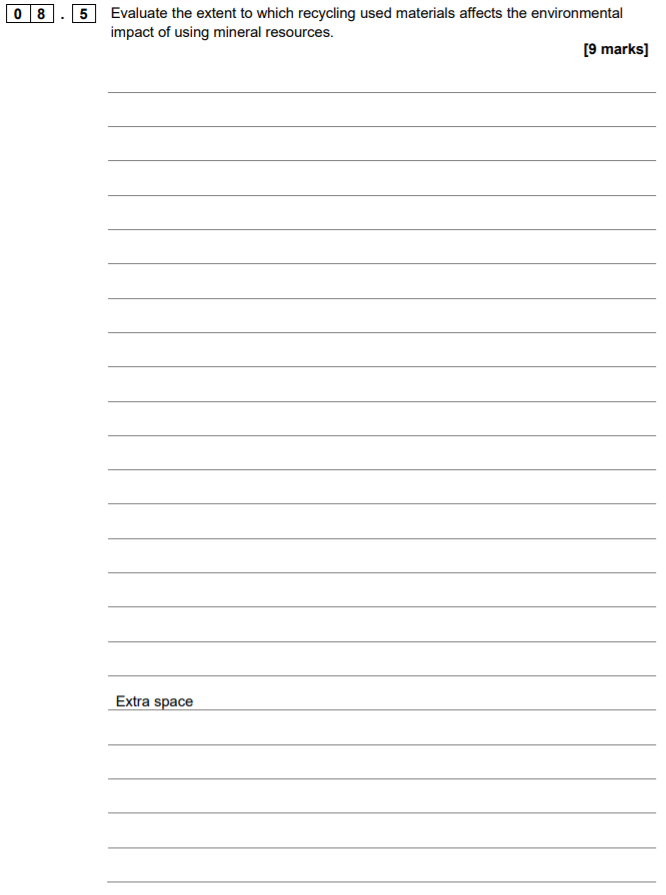 0 8 . 5 Evaluate the extent to which recycling used materials affects the environmental
impact of using mineral resources.
[9 marks]
Extra space